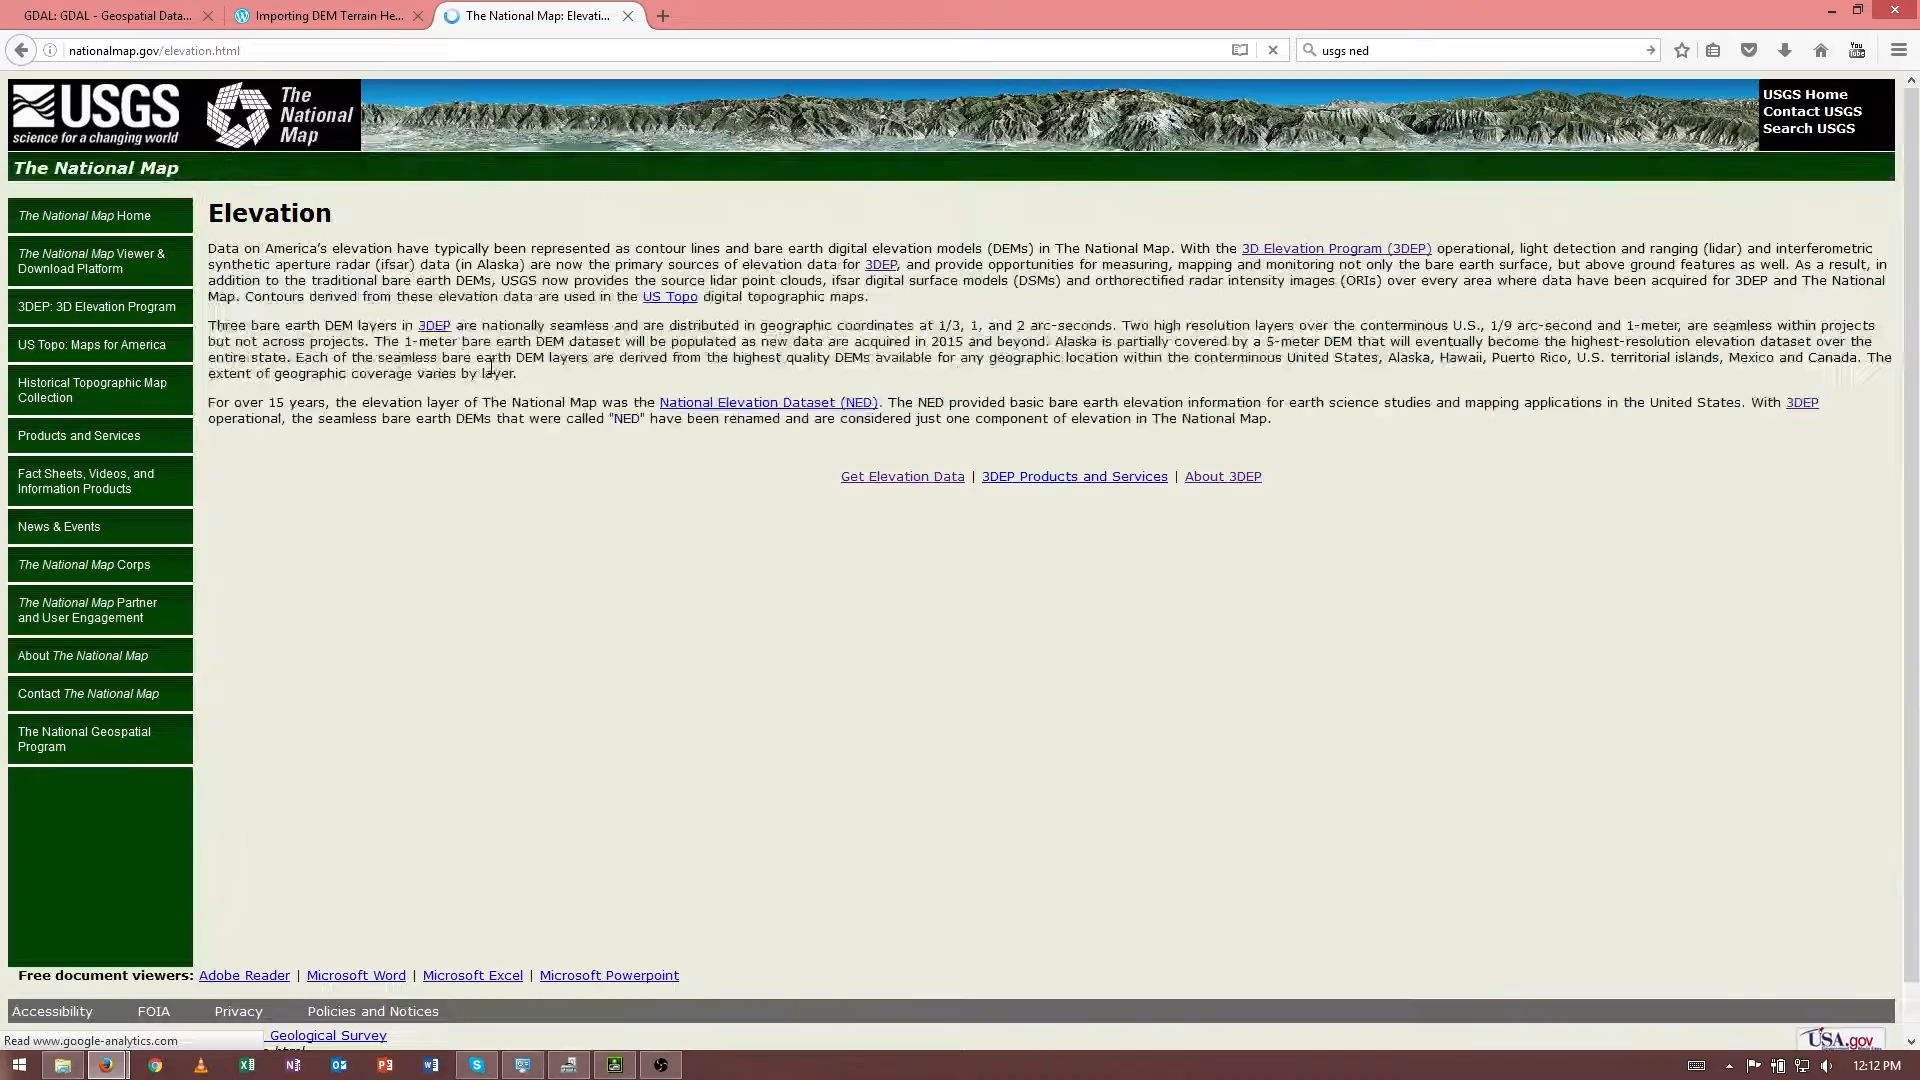 GDAL: GDAL - Geospatial Data...
Importing DEM Terrain He...
The National Map: Elevati...
nationalmap.gov/elevation.html
usgs ned
You
Tube
USGS
science for a changing world
The
National
Map
USGS Home
Contact USGS
Search USGS
The National Map
The National Map Home
The National Map Viewer &
Download Platform
3DEP: 3D Elevation Program
US Topo: Maps for America
Historical Topographic Map
Collection
Products and Services
Fact Sheets, Videos, and
Information Products
News & Events
The National Map Corps
The National Map Partner
and User Engagement
About The National Map
Contact The National Map
The National Geospatial
Program
Elevation
Data on America's elevation have typically been represented as contour lines and bare earth digital elevation models (DEMs) in The National Map. With the 3D Elevation Program (3DEP) operational, light detection and ranging (lidar) and interferometric
synthetic aperture radar (ifsar) data (in Alaska) are now the primary sources of elevation data for 3DEP, and provide opportunities for measuring, mapping and monitoring not only the bare earth surface, but above ground features as well. As a result, in
addition to the traditional bare earth DEMs, USGS now provides the source lidar point clouds, ifsar digital surface models (DSMs) and orthorectified radar intensity images (ORIs) over every area where data have been acquired for 3DEP and The National
Map. Contours derived from these elevation data are used in the US Topo digital topographic maps.
Three bare earth DEM layers in 3DEP are nationally seamless and are distributed in geographic coordinates at 1/3, 1, and 2 arc-seconds. Two high resolution layers over the conterminous U.S., 1/9 arc-second and 1-meter, are seamless within projects
but not across projects. The 1-meter bare earth DEM dataset will be populated as new data are acquired in 2015 and beyond. Alaska is partially covered by a 5-meter DEM that will eventually become the highest-resolution elevation dataset over the
entire state. Each of the seamless bare earth DEM layers are derived from the highest quality DEMs available for any geographic location within the conterminous United States, Alaska, Hawaii, Puerto Rico, U.S. territorial islands, Mexico and Canada. The
extent of geographic coverage varies by layer.
For over 15 years, the elevation layer of The National Map was the National Elevation Dataset (NED). The NED provided basic bare earth elevation information for earth science studies and mapping applications in the United States. With 3DEP
operational, the seamless bare earth DEMs that were called "NED" have been renamed and are considered just one component of elevation in The National Map.
Get Elevation Data | 3DEP Products and Services | About 3DEP
Free document viewers: Adobe Reader | Microsoft Word | Microsoft Excel | Microsoft Powerpoint
Accessibility FOIA Privacy Policies and Notices
Geological Survey
Read www.google-analytics.com
USA.gov
12:12 PM